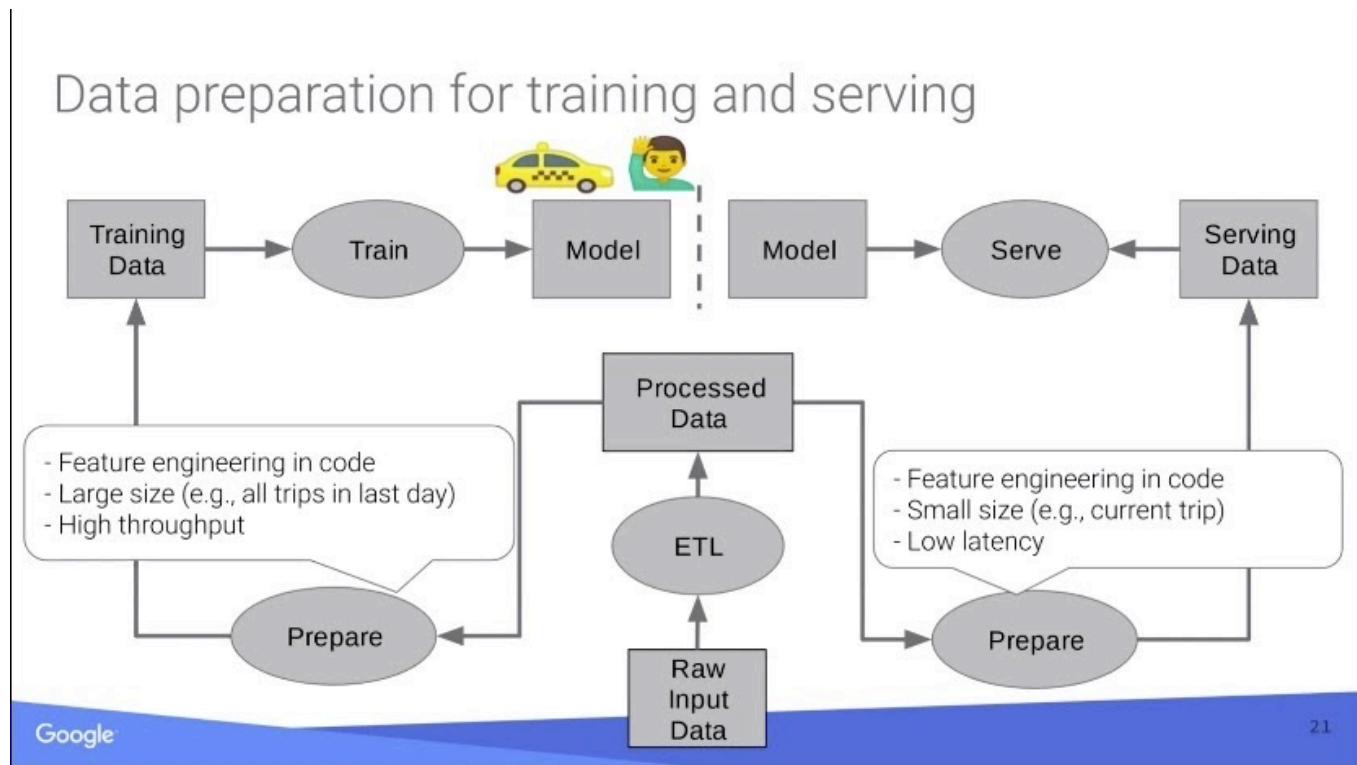 Data preparation for training and serving
Training
Data
Train
Model
Model
Serve
Serving
Data
Processed
Data
- Feature engineering in code
- Large size (e.g., all trips in last day)
- High throughput
- Feature engineering in code
- Small size (e.g., current trip)
- Low latency
ETL
Prepare
Prepare
Raw
Input
Data
Google
21